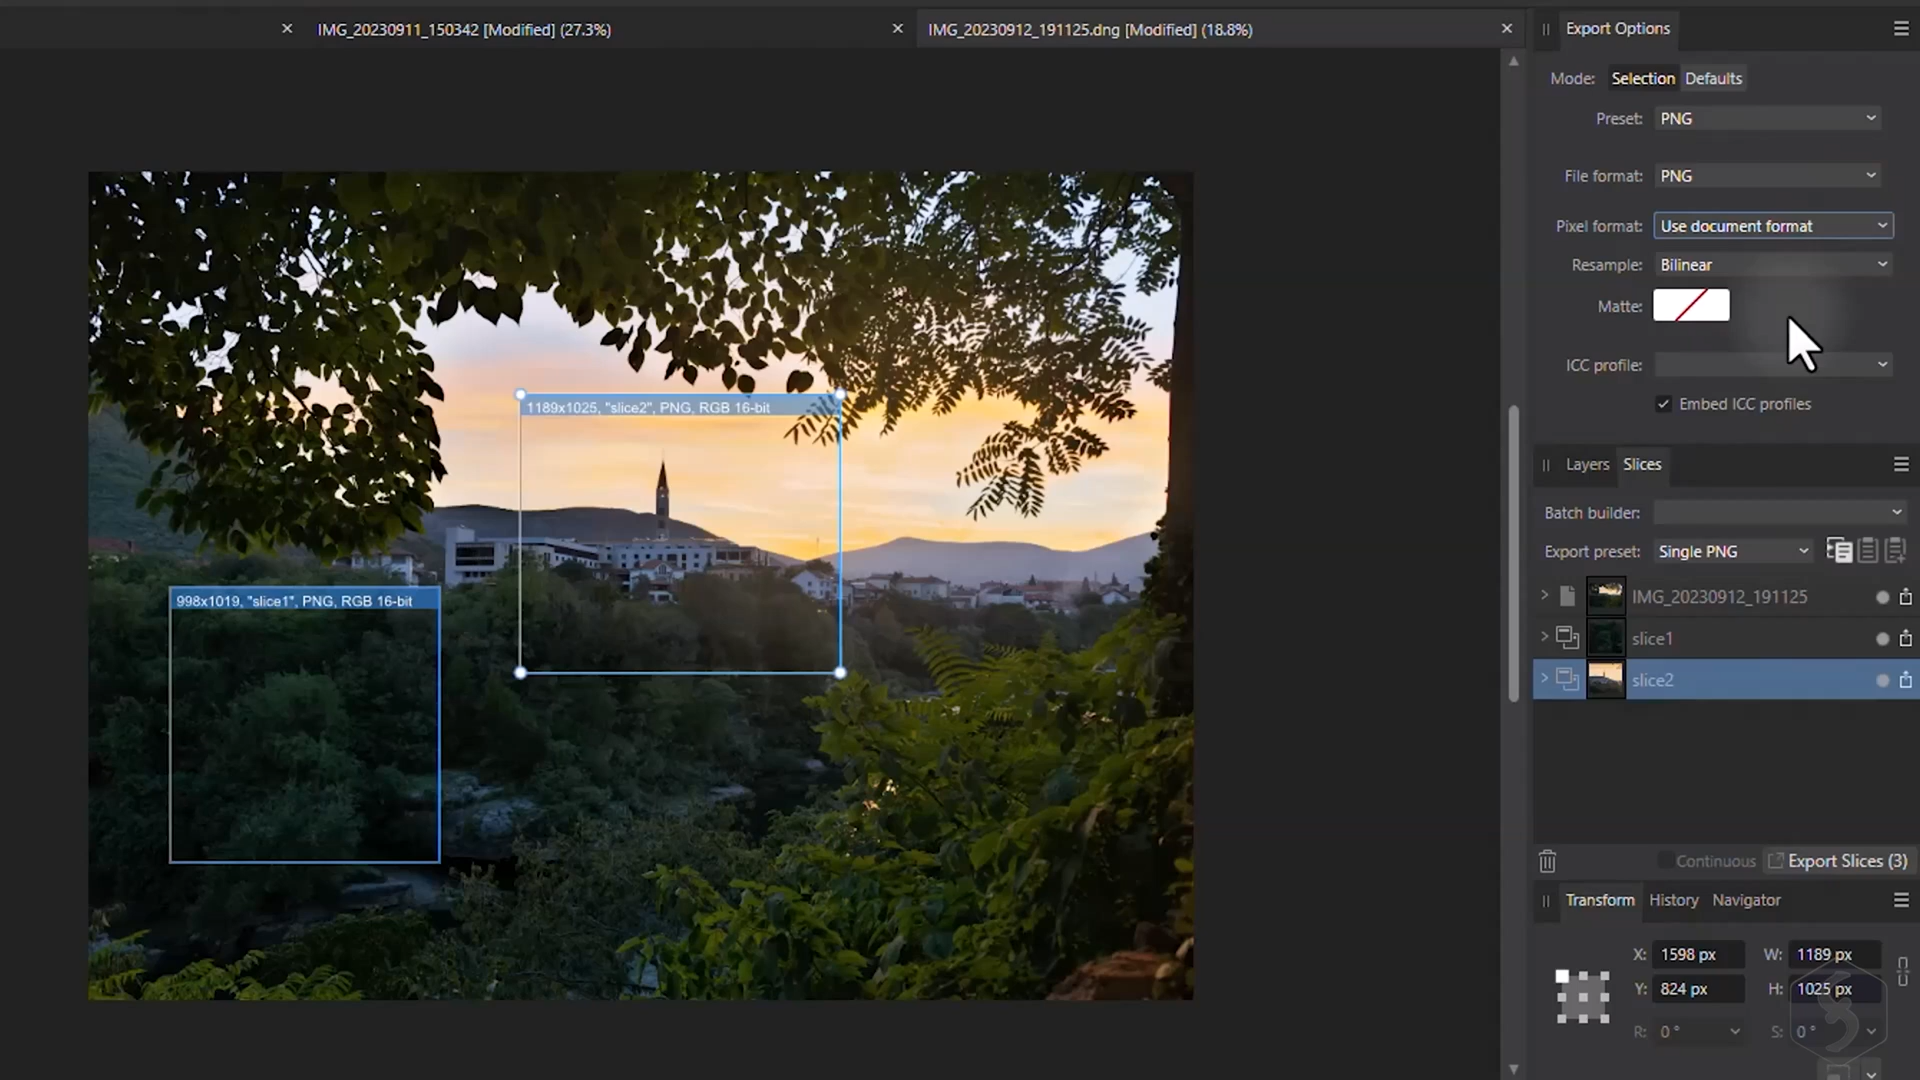 IMG_20230911_150342 [Modified] (27.3%)
IMG_20230912_191125.dng [Modified] (18.8%)
Export Options
Mode: Selection Defaults
Preset: PNG
File format: PNG
Pixel format: Use document format
Resample: Bilinear
Matte:
ICC profile:
Embed ICC profiles
1189x1025, "slice2", PNG, RGB 16-bit
998x1019, "slice1", PNG, RGB 16-bit
Layers Slices
Batch builder:
Export preset: Single PNG
IMG_20230912_191125
slice1
slice2
Continuous Export Slices (3)
Transform History Navigator
X: 1598 px W: 1189 px
Y: 824 px H: 1025 px
R: 0 ° S: 0 °